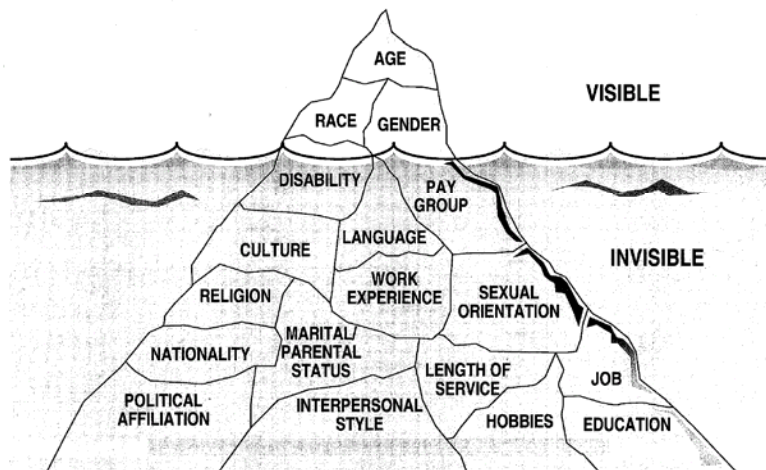 AGE
VISIBLE
RACE
GENDER
DISABILITY
PAY
GROUP
CULTURE
LANGUAGE
INVISIBLE
RELIGION
WORK
EXPERIENCE
SEXUAL
ORIENTATION
NATIONALITY
MARITAL/
PARENTAL
STATUS
LENGTH OF
SERVICE
JOB
POLITICAL
AFFILIATION
INTERPERSONAL
STYLE
HOBBIES
EDUCATION